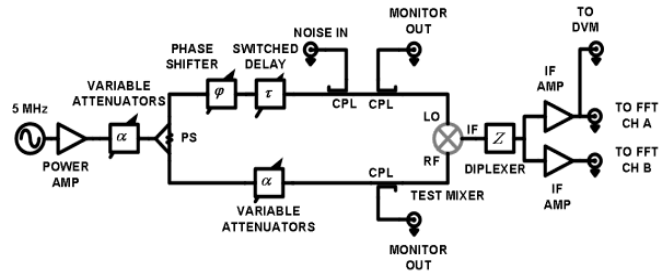 TO
DVM
MONITOR
OUT
NOISE IN
PHASE
SHIFTER
SWITCHED
DELAY
IF
AMP
VARIABLE
ATTENUATORS
φ
τ
CPL
CPL
5 MHz
LO
TO FFT
CH A
α
PS
IF
Z
POWER
AMP
RF
DIPLEXER
TO FFT
CH B
CPL
α
TEST MIXER
IF
AMP
VARIABLE
ATTENUATORS
MONITOR
OUT